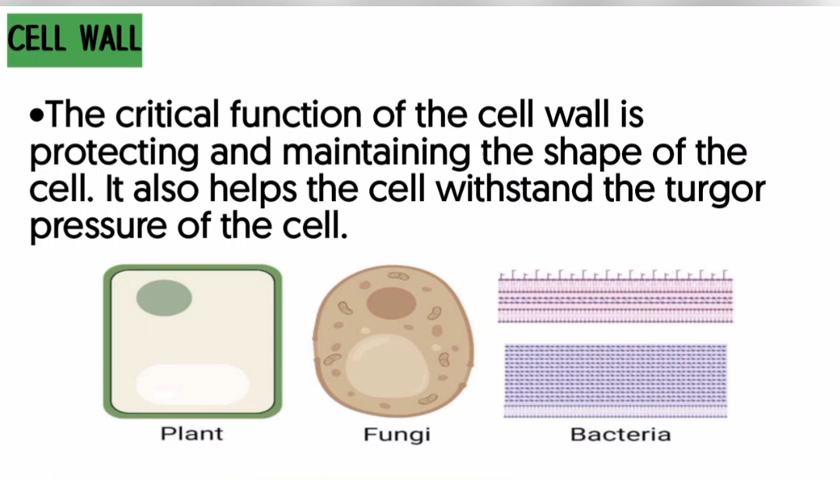 CELL WALL
•The critical function of the cell wall is
protecting and maintaining the shape of the
cell. It also helps the cell withstand the turgor
pressure of the cell.
Plant Fungi Bacteria